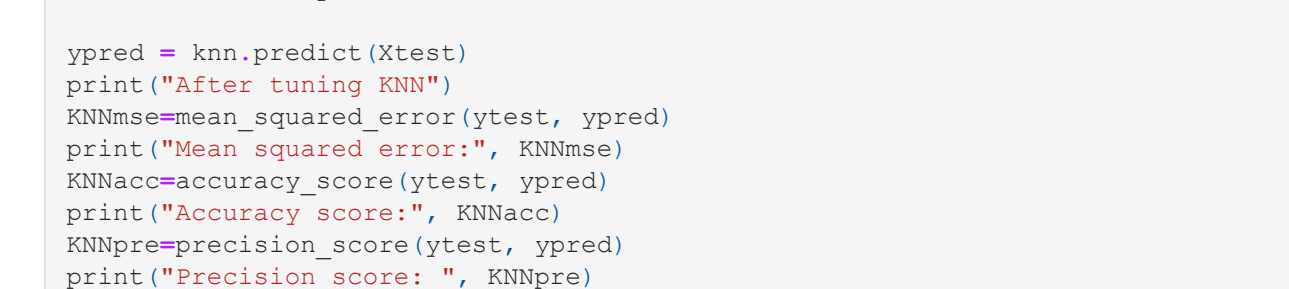 ypred = knn.predict(Xtest)
print("After tuning KNN")
KNNmse=mean_squared_error(ytest, ypred)
print("Mean squared error:", KNNmse)
KNNacc=accuracy_score(ytest, ypred)
print("Accuracy score:", KNNacc)
KNNpre=precision_score(ytest, ypred)
print("Precision score: ", KNNpre)